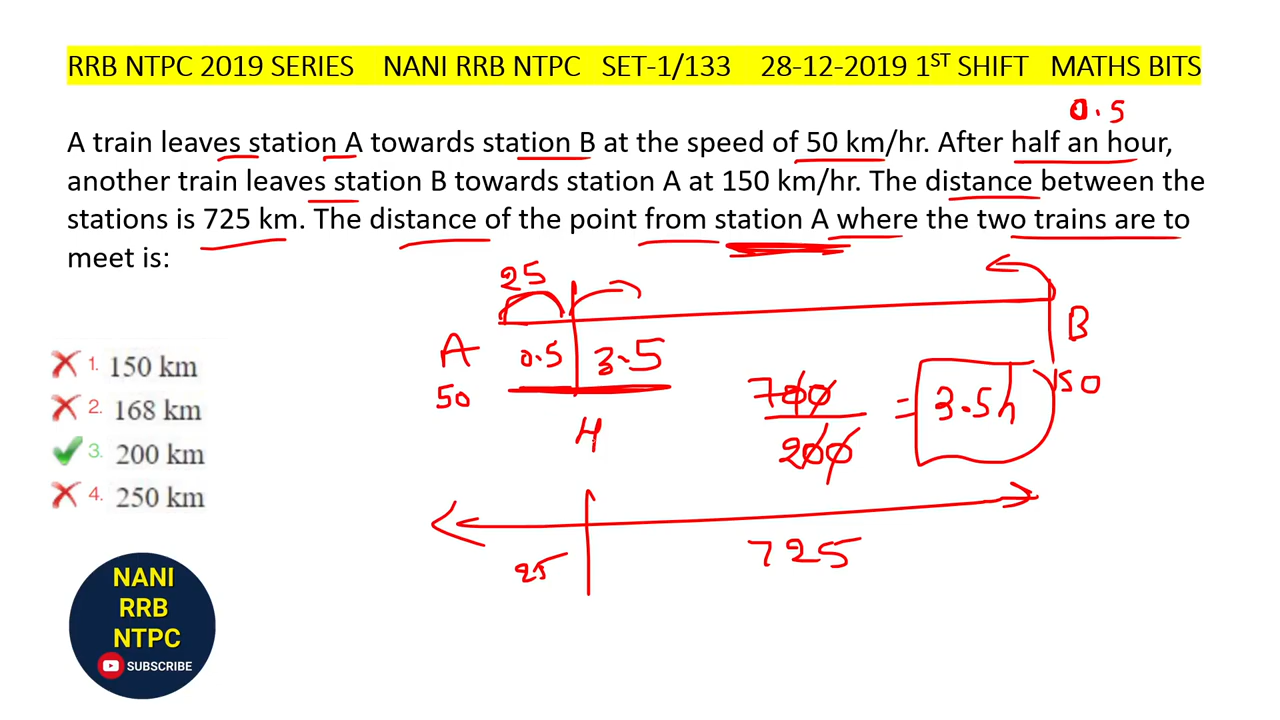 RRB NTPC 2019 SERIES NANI RRB NTPC SET-1/133 28-12-2019 1ST SHIFT MATHS BITS
0.5
A train leaves station A towards station B at the speed of 50 km/hr. After half an hour,
another train leaves station B towards station A at 150 km/hr. The distance between the
stations is 725 km. The distance of the point from station A where the two trains are to
meet is:
25
A 0.5 3.5 B
50 150
700
200
= 3.5h
4
1. 150 km
2. 168 km
3. 200 km
4. 250 km
25 725
NANI
RRB
NTPC
SUBSCRIBE